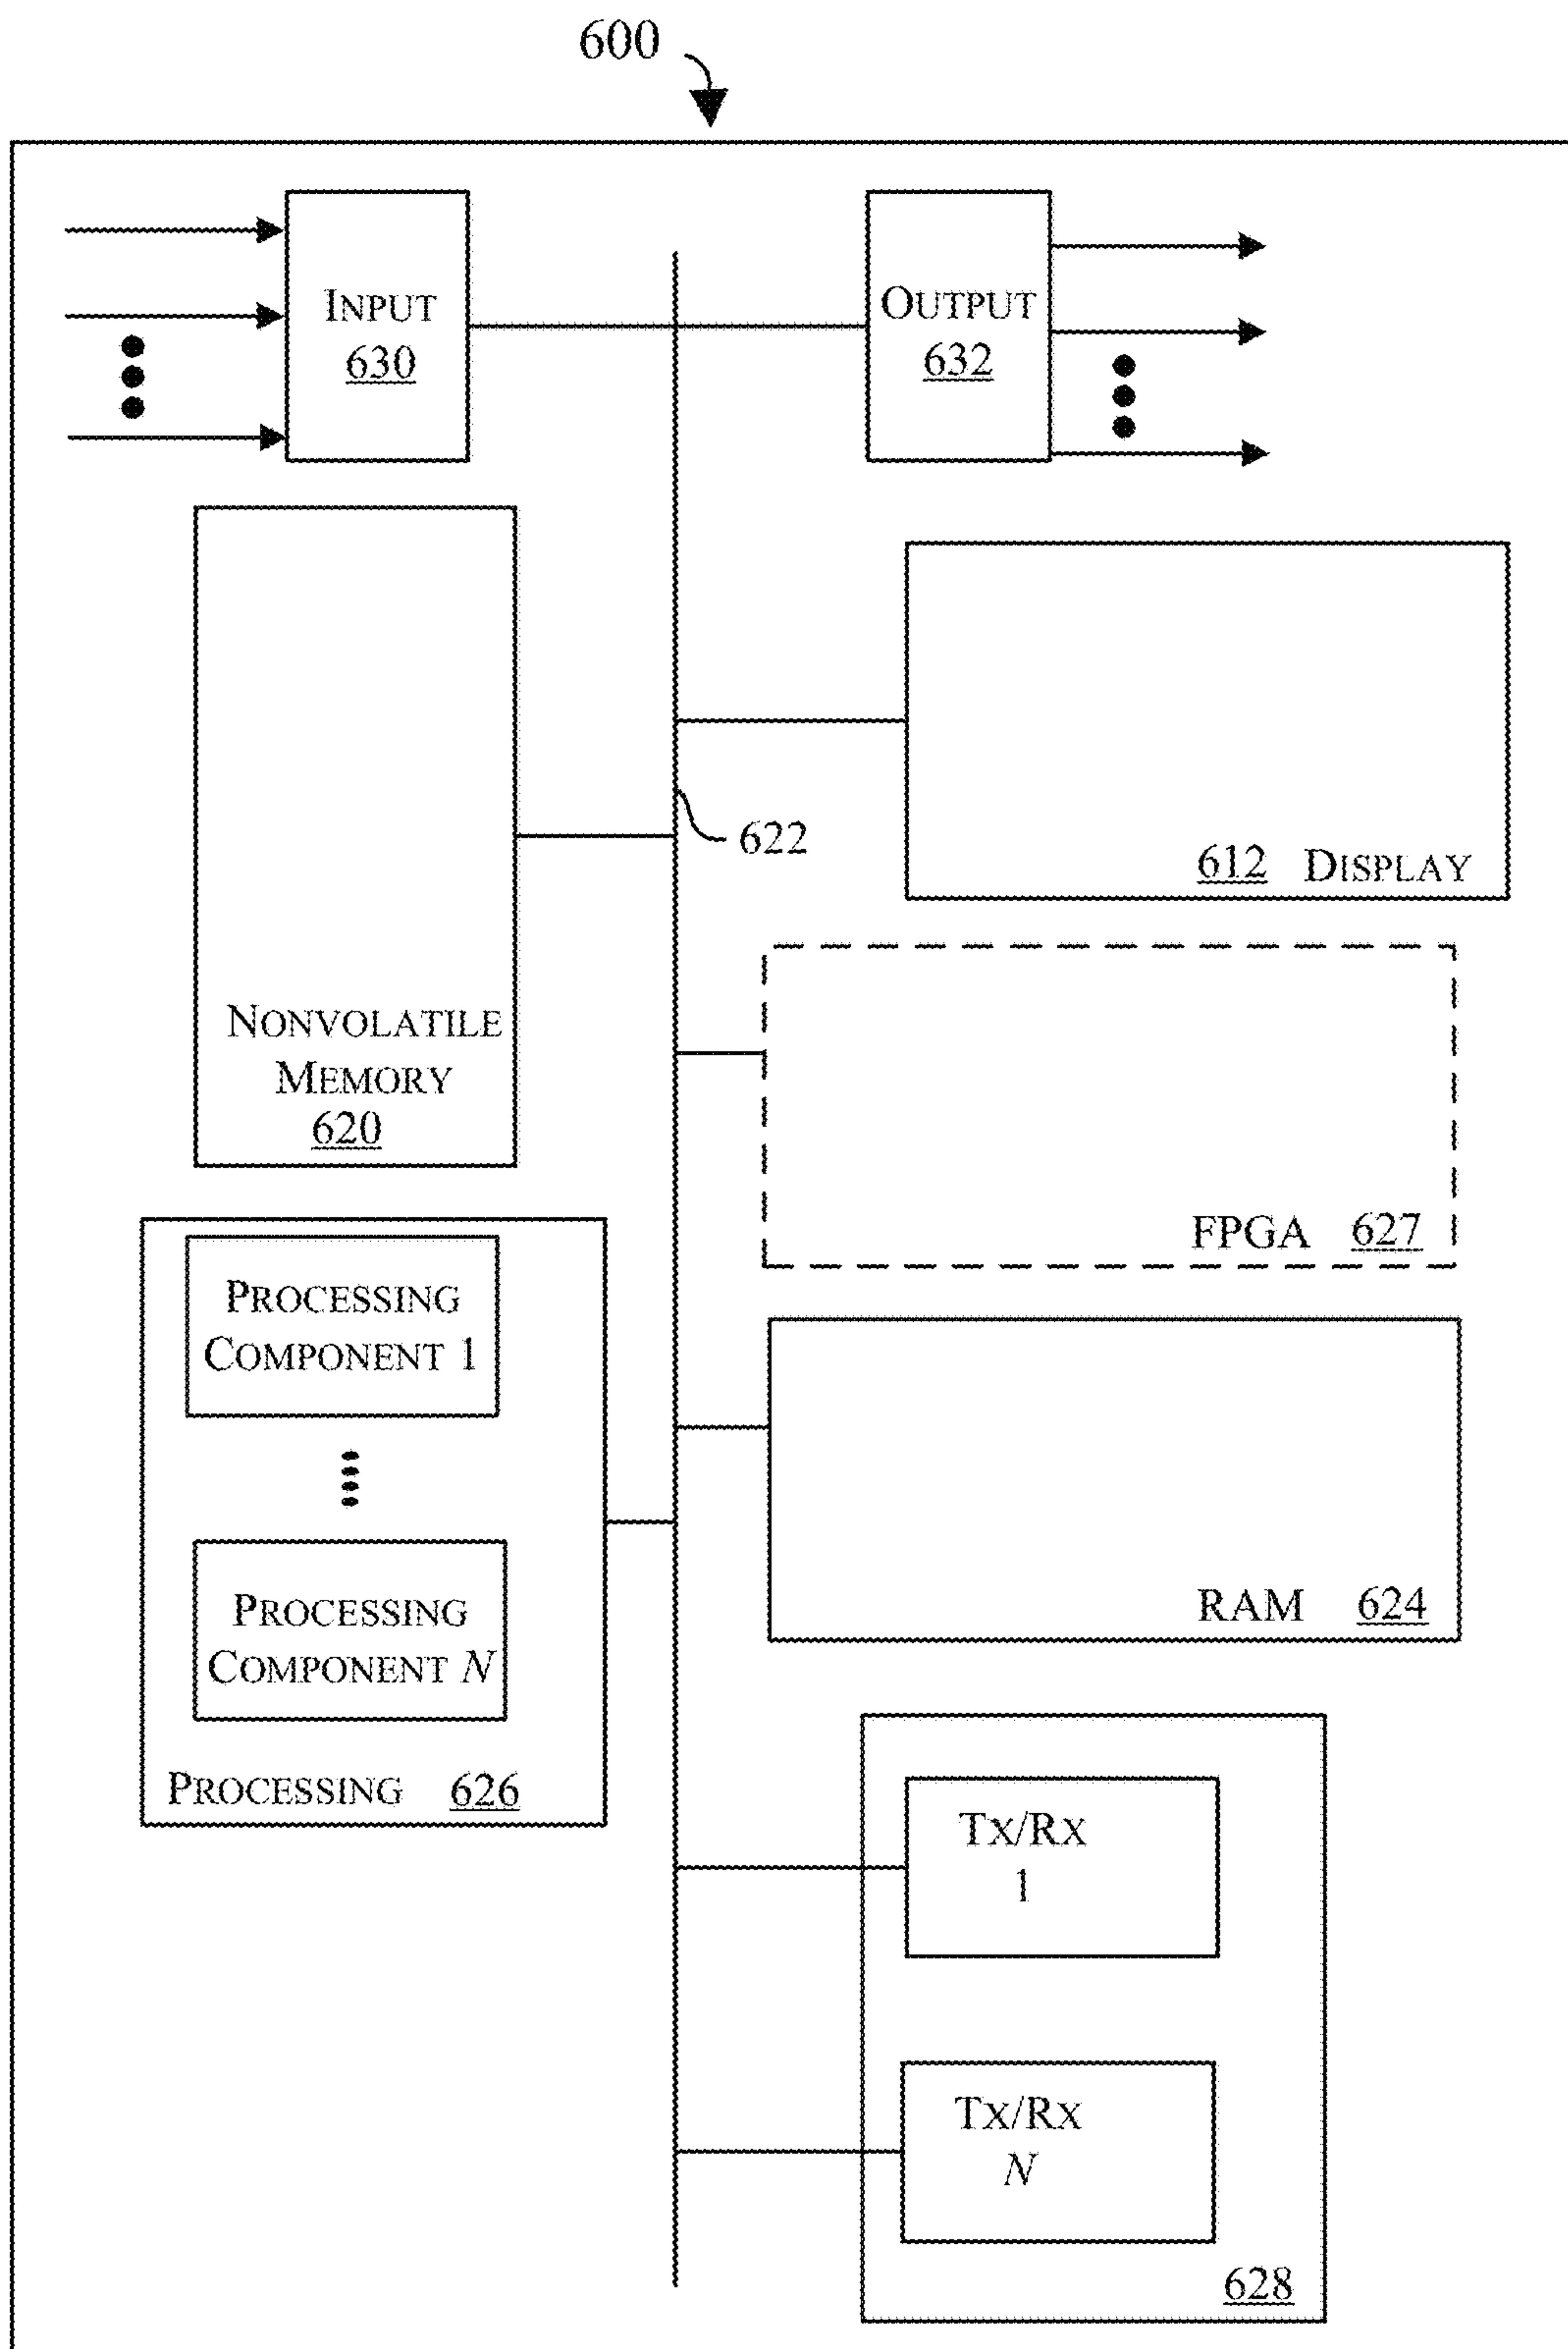 600
INPUT
630
OUTPUT
632
622
612 DISPLAY
NONVOLATILE
MEMORY
620
FPGA 627
PROCESSING
COMPONENT 1
PROCESSING
COMPONENT N
PROCESSING 626
RAM 624
TX/RX
1
TX/RX
N
628